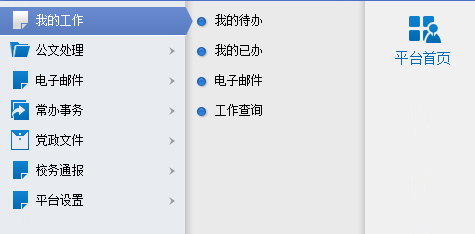 我的工作
公文处理
电子邮件
常办事务
党政文件
校务通报
平台设置
我的待办
我的已办
电子邮件
工作查询
平台首页